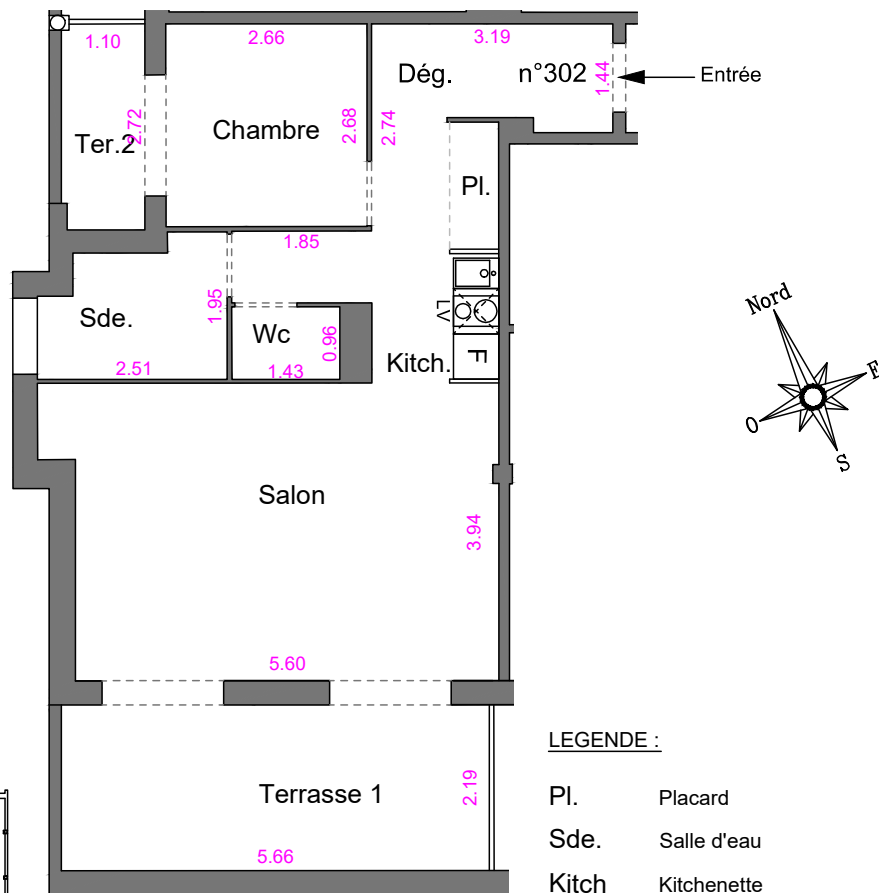 1.10
2.66
3.19
Dég.
n°302
1.44
Entrée
2.72
Ter.2
Chambre
2.68
2.74
Pl.
1.85
Sde.
1.95
Wc
0.96
LV
2.51
1.43
Kitch.
F
Nord
E
O
S
Salon
3.94
5.60
Terrasse 1
2.19
5.66
LEGENDE :
Pl. Placard
Sde. Salle d'eau
Kitch Kitchenette